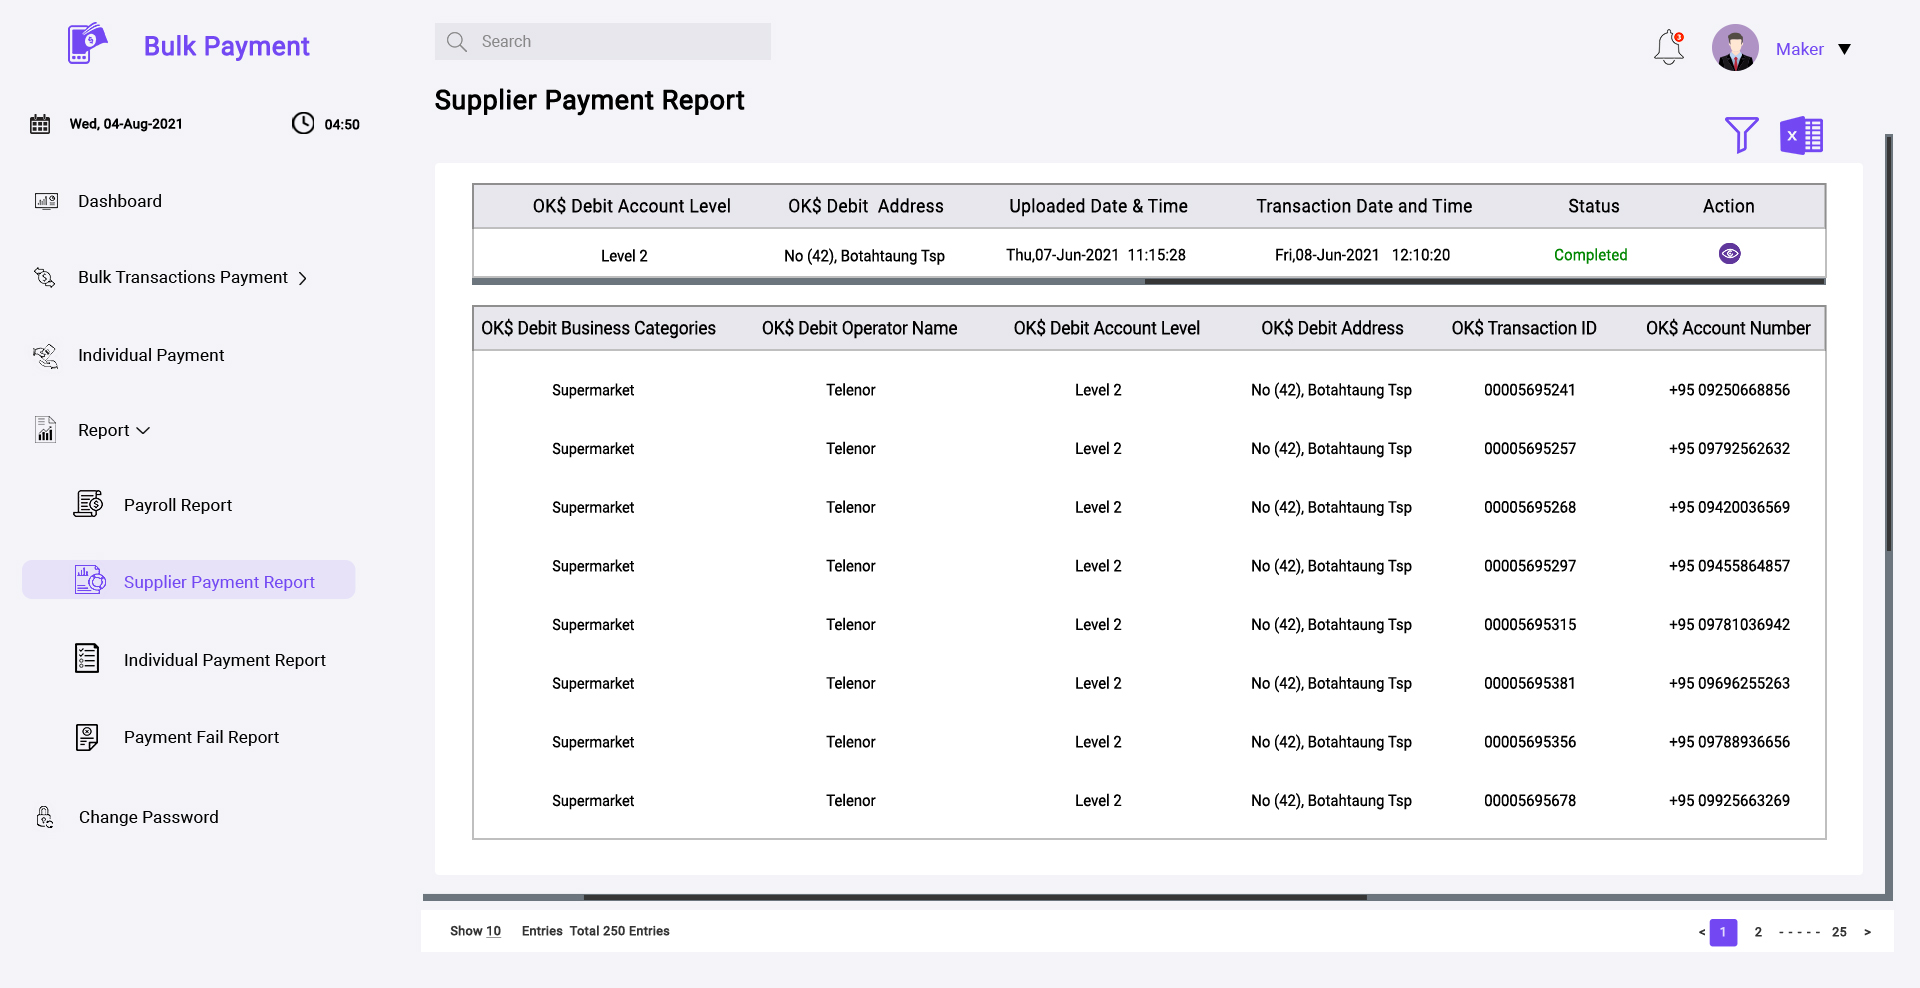 Bulk Payment
Search
3
Maker
Supplier Payment Report
Wed, 04-Aug-2021
04:50
X
Dashboard
Bulk Transactions Payment
Individual Payment
Report
Payroll Report
Supplier Payment Report
Individual Payment Report
Payment Fail Report
Change Password
OK$ Debit Account Level OK$ Debit Address Uploaded Date & Time Transaction Date and Time Status Action
Level 2 No (42), Botahtaung Tsp Thu,07-Jun-2021 11:15:28 Fri,08-Jun-2021 12:10:20 Completed
OK$ Debit Business Categories OK$ Debit Operator Name OK$ Debit Account Level OK$ Debit Address OK$ Transaction ID OK$ Account Number
Supermarket Telenor Level 2 No (42), Botahtaung Tsp 00005695241 +95 09250668856
Supermarket Telenor Level 2 No (42), Botahtaung Tsp 00005695257 +95 09792562632
Supermarket Telenor Level 2 No (42), Botahtaung Tsp 00005695268 +95 09420036569
Supermarket Telenor Level 2 No (42), Botahtaung Tsp 00005695297 +95 09455864857
Supermarket Telenor Level 2 No (42), Botahtaung Tsp 00005695315 +95 09781036942
Supermarket Telenor Level 2 No (42), Botahtaung Tsp 00005695381 +95 09696255263
Supermarket Telenor Level 2 No (42), Botahtaung Tsp 00005695356 +95 09788936656
Supermarket Telenor Level 2 No (42), Botahtaung Tsp 00005695678 +95 09925663269
Show 10 Entries Total 250 Entries
< 1 2 - - - - - 25 >